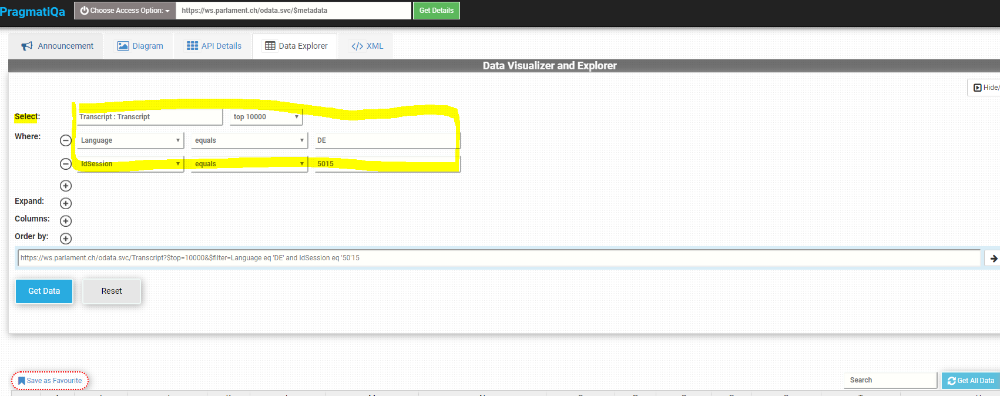 PragmatiQa Choose Access Option: https://ws.parlament.ch/odata.svc/$metadata Get Details
Announcement Diagram API Details Data Explorer </> XML
Data Visualizer and Explorer
Hide/
Select: Transcript : Transcript top 10000
Where: Language equals DE
IdSession equals 5015
Expand:
Columns:
Order by:
https://ws.parlament.ch/odata.svc/Transcript?$top=10000&$filter=Language eq 'DE' and IdSession eq '50'15
Get Data Reset
Save as Favourite Search Get All Data